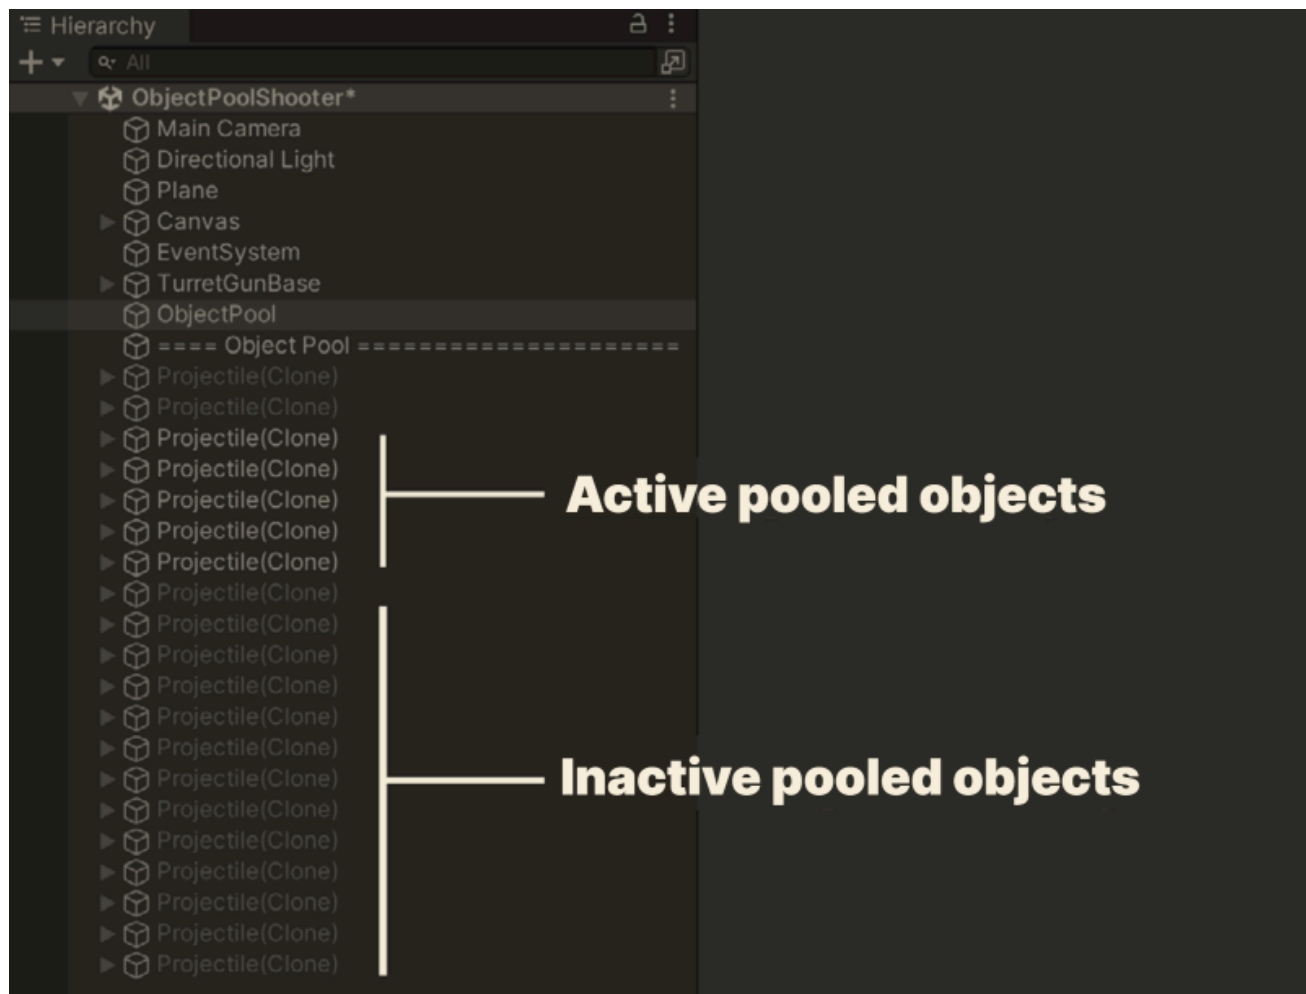 Hierarchy
All
ObjectPoolShooter*
Main Camera
Directional Light
Plane
Canvas
EventSystem
TurretGunBase
ObjectPool
==== Object Pool =====================
Projectile(Clone)
Projectile(Clone)
Projectile(Clone)
Projectile(Clone)
Projectile(Clone)
Active pooled objects
Projectile(Clone)
Projectile(Clone)
Projectile(Clone)
Projectile(Clone)
Projectile(Clone)
Projectile(Clone)
Projectile(Clone)
Projectile(Clone)
Projectile(Clone)
Inactive pooled objects
Projectile(Clone)
Projectile(Clone)
Projectile(Clone)
Projectile(Clone)
Projectile(Clone)
Projectile(Clone)